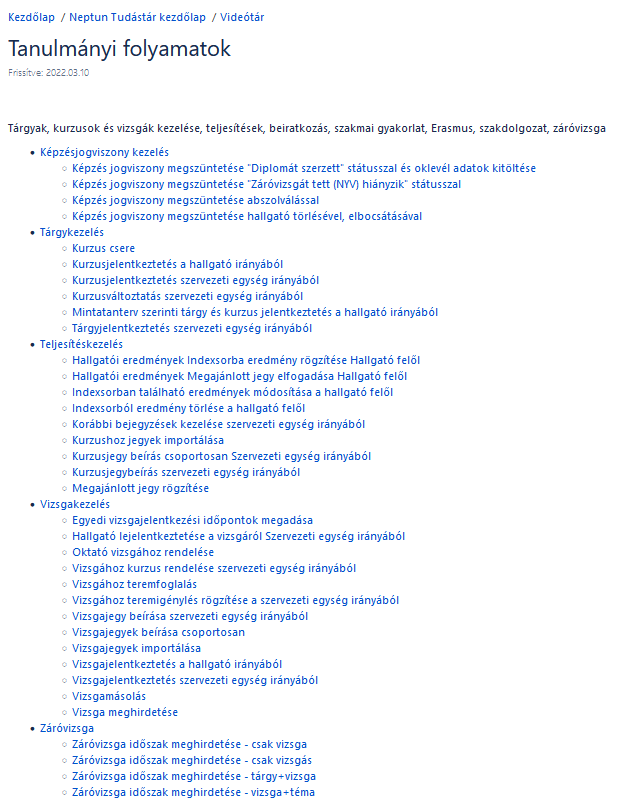 Kezdőlap / Neptun Tudástár kezdőlap / Videótár
Tanulmányi folyamatok
Frissítve: 2022.03.10
Tárgyak, kurzusok és vizsgák kezelése, teljesítések, beiratkozás, szakmai gyakorlat, Erasmus, szakdolgozat, záróvizsga
Képzésjogviszony kezelés
Képzés jogviszony megszüntetése "Diplomát szerzett" státusszal és oklevél adatok kitöltése
Képzés jogviszony megszüntetése "Záróvizsgát tett (NYV) hiányzik" státusszal
Képzés jogviszony megszüntetése abszolválással
Képzés jogviszony megszüntetése hallgató törlésével, elbocsátásával
Tárgykezelés
Kurzus csere
Kurzusjelentkeztetés a hallgató irányából
Kurzusjelentkeztetés szervezeti egység irányából
Kurzusváltoztatás szervezeti egység irányából
Mintatanterv szerinti tárgy és kurzus jelentkeztetés a hallgató irányából
Tárgyjelentkeztetés szervezeti egység irányából
Teljesítéskezelés
Hallgatói eredmények Indexsorba eredmény rögzítése Hallgató felől
Hallgatói eredmények Megajánlott jegy elfogadása Hallgató felől
Indexsorban található eredmények módosítása a hallgató felől
Indexsorból eredmény törlése a hallgató felől
Korábbi bejegyzések kezelése szervezeti egység irányából
Kurzushoz jegyek importálása
Kurzusjegy beírás csoportosan Szervezeti egység irányából
Kurzusjegybeírás szervezeti egység irányából
Megajánlott jegy rögzítése
Vizsgakezelés
Egyedi vizsgajelentkezési időpontok megadása
Hallgató lejelentkeztetése a vizsgáról Szervezeti egység irányából
Oktató vizsgához rendelése
Vizsgához kurzus rendelése szervezeti egység irányából
Vizsgához teremfoglalás
Vizsgához teremigénylés rögzítése a szervezeti egység irányából
Vizsgajegy beírása szervezeti egység irányából
Vizsgajegyek beírása csoportosan
Vizsgajegyek importálása
Vizsgajelentkeztetés a hallgató irányából
Vizsgajelentkeztetés szervezeti egység irányából
Vizsgamásolás
Vizsga meghirdetése
Záróvizsga
Záróvizsga időszak meghirdetése - csak vizsga
Záróvizsga időszak meghirdetése - csak vizsgás
Záróvizsga időszak meghirdetése - tárgy+vizsga
Záróvizsga időszak meghirdetése - vizsga+téma